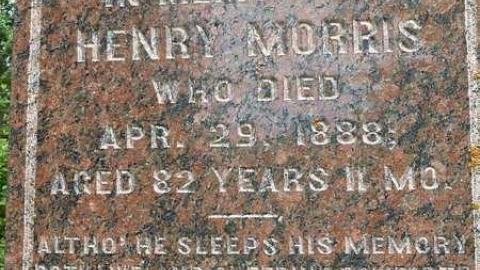 HENRY MORRIS
WHO DIED
APR. 29, 1888;
AGED 82 YEARS 11 MO.
ALTHO' HE SLEEPS HIS MEMORY